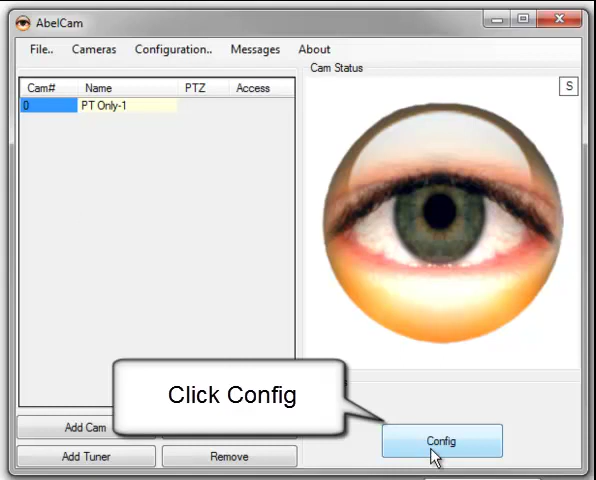 AbelCam
File.. Cameras Configuration.. Messages About
Cam Status
Cam# Name PTZ Access
S
0 PT Only-1
Click Config
Add Cam
Config
Add Tuner Remove